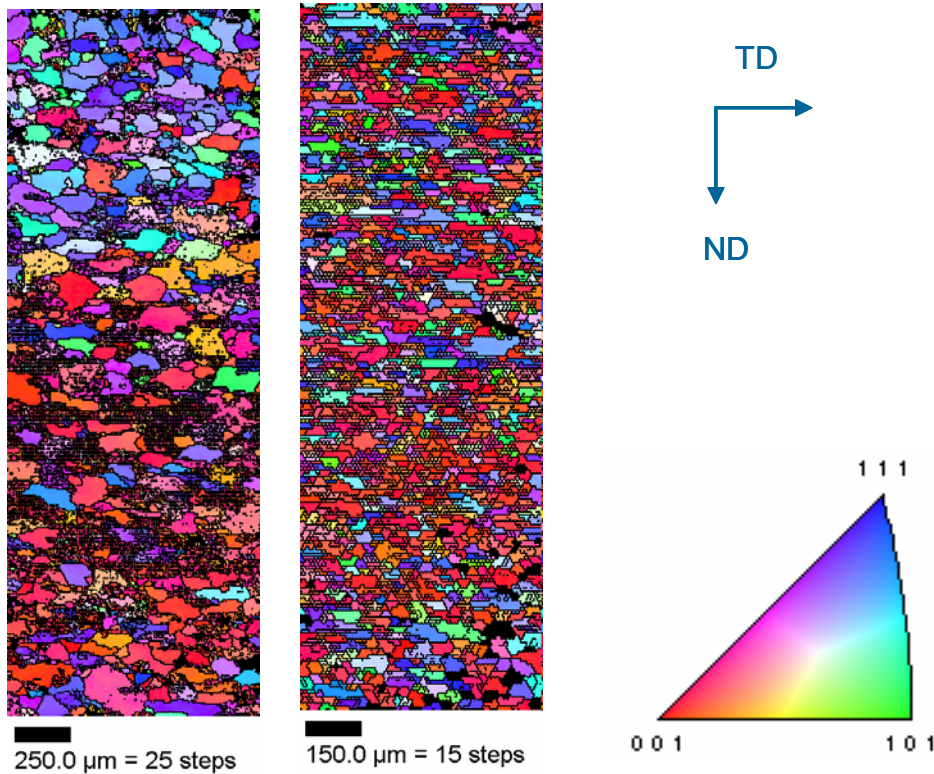 TD
ND
1 1 1
0 0 1
1 0 1
250.0 µm = 25 steps
150.0 µm = 15 steps